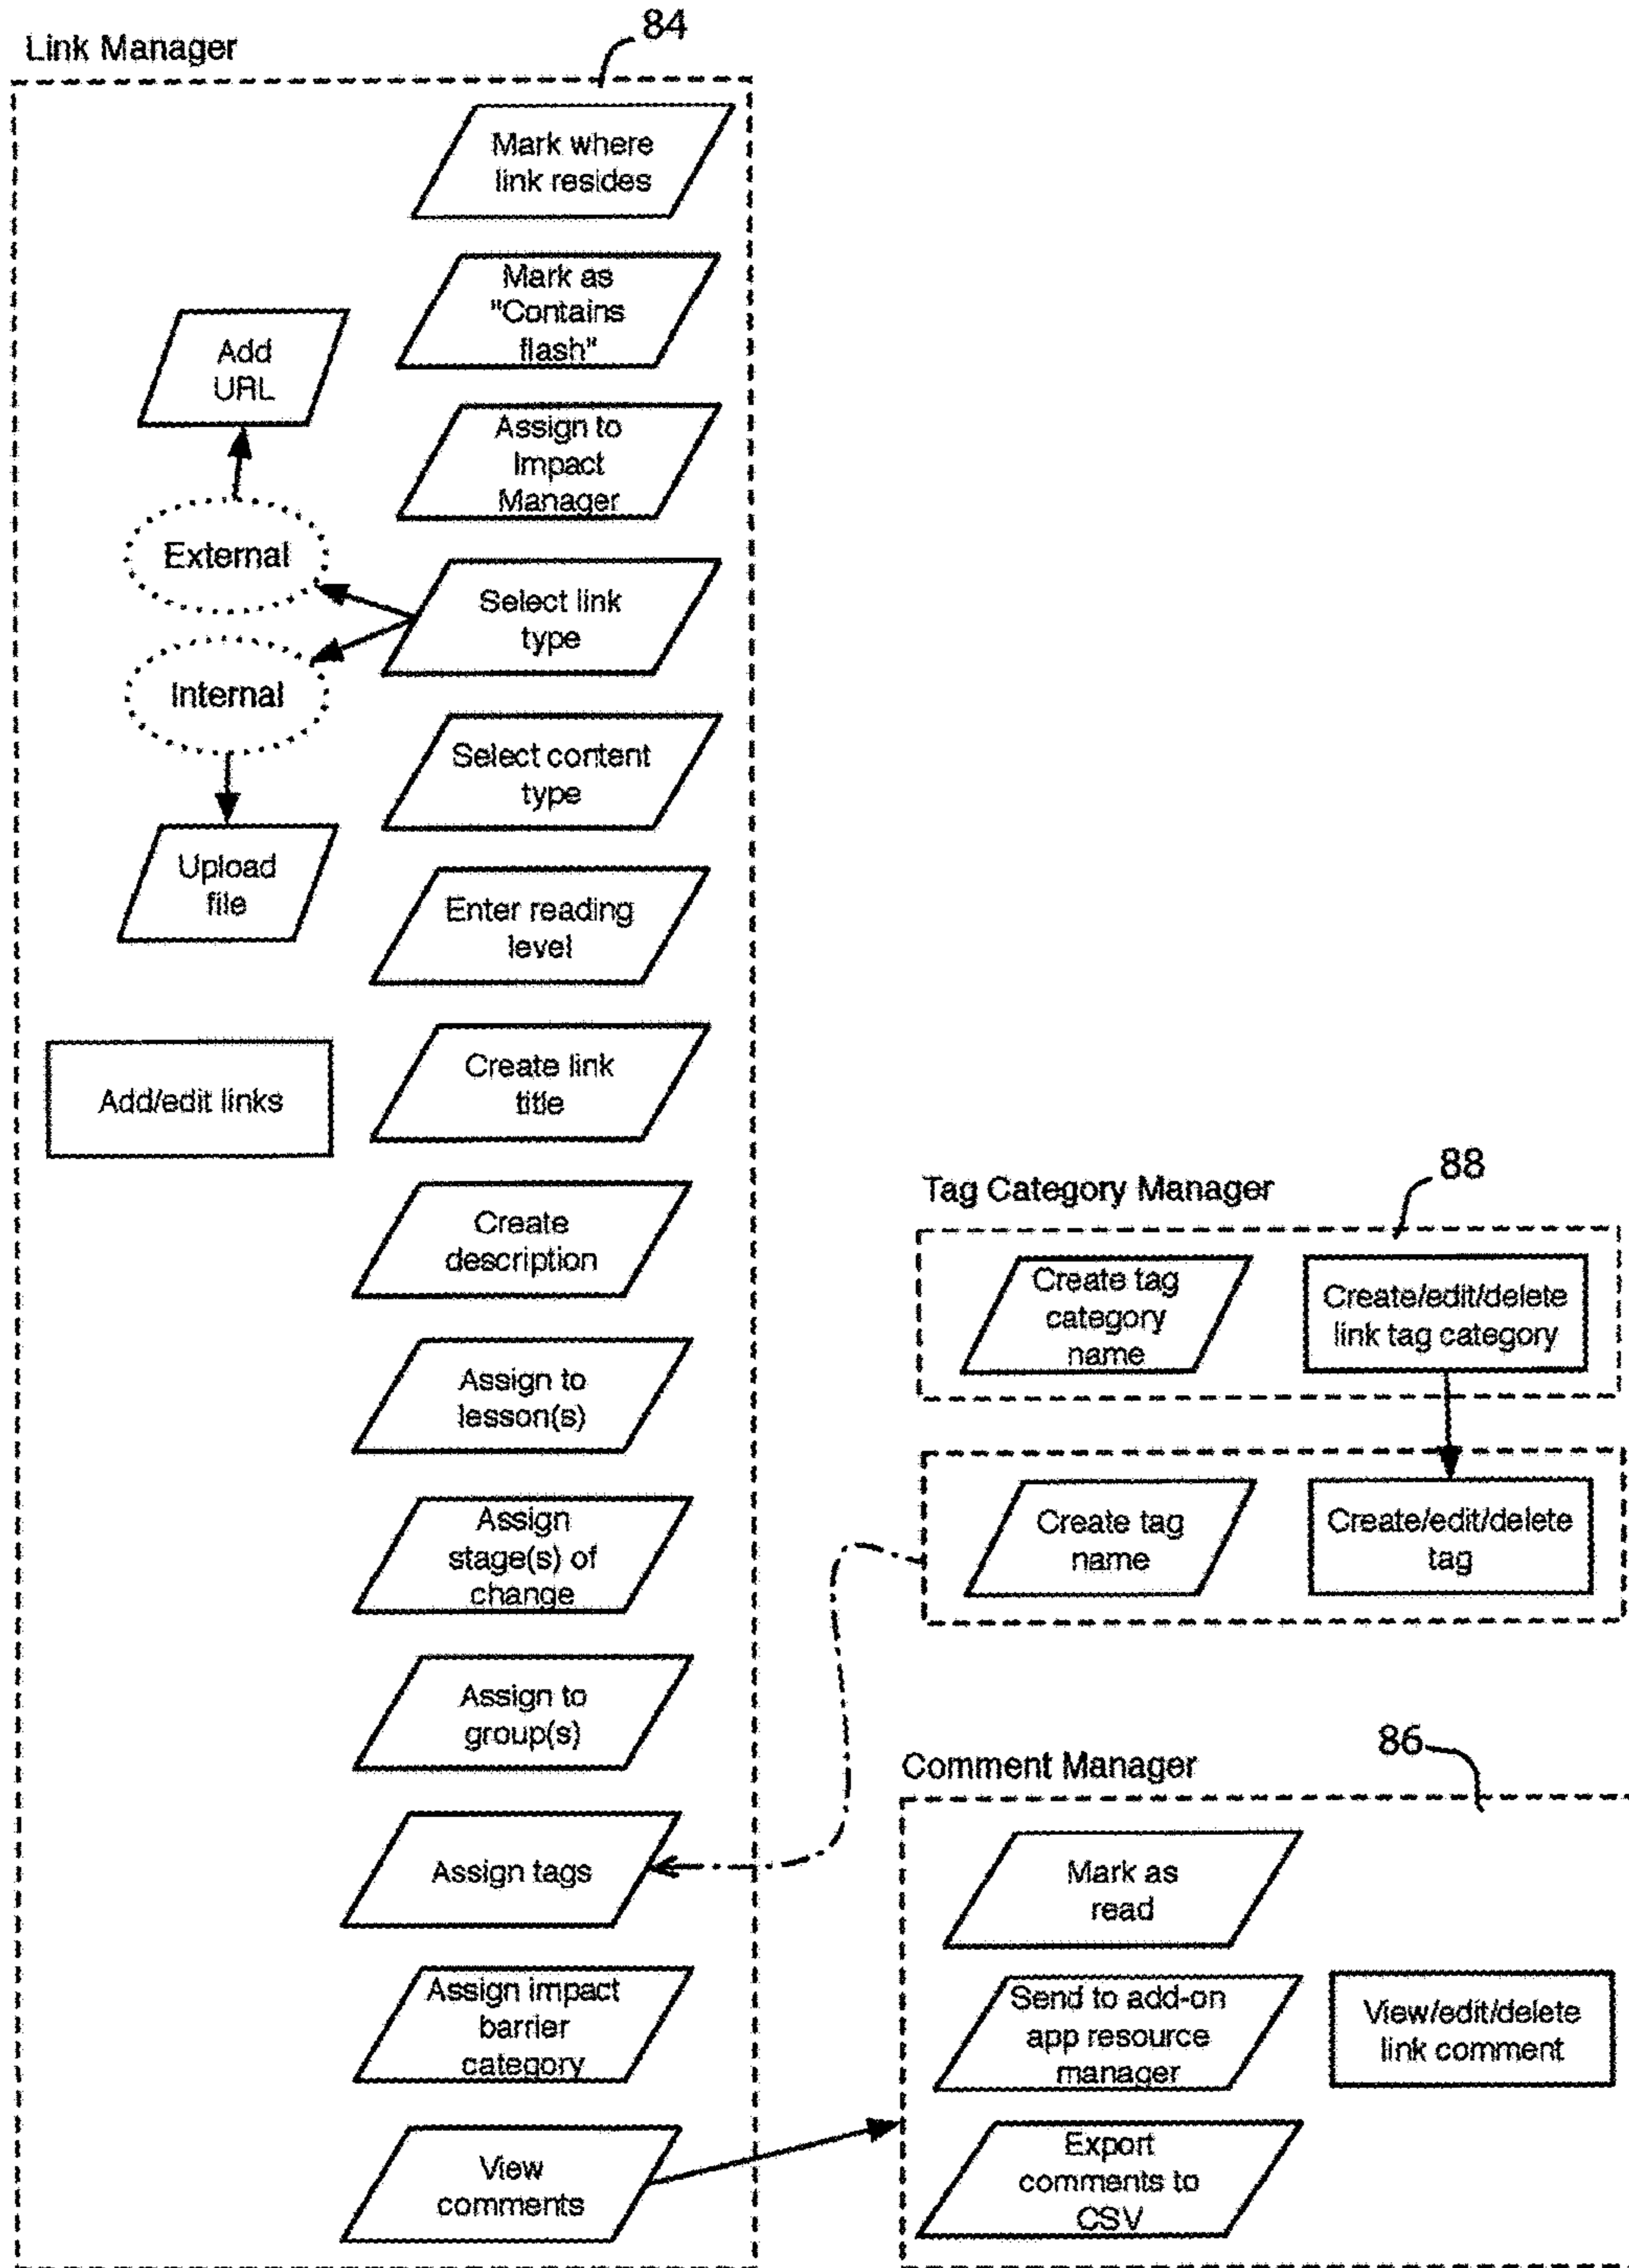 84
Link Manager
Mark where
link resides
Mark as
"Contains
flash"
Add
URL
Assign to
Impact
Manager
External
Select link
type
Internal
Select content
type
Upload
file
Enter reading
level
Create link
title
Add/edit links
Create
description
Assign to
lesson(s)
Assign
stage(s) of
change
Assign to
group(s)
Assign tags
Assign impact
barrier
category
View
comments
88
Tag Category Manager
Create tag
category
name
Create/edit/delete
link tag category
Create tag
name
Create/edit/delete
tag
86
Comment Manager
Mark as
read
Send to add-on
app resource
manager
View/edit/delete
link comment
Export
comments to
CSV